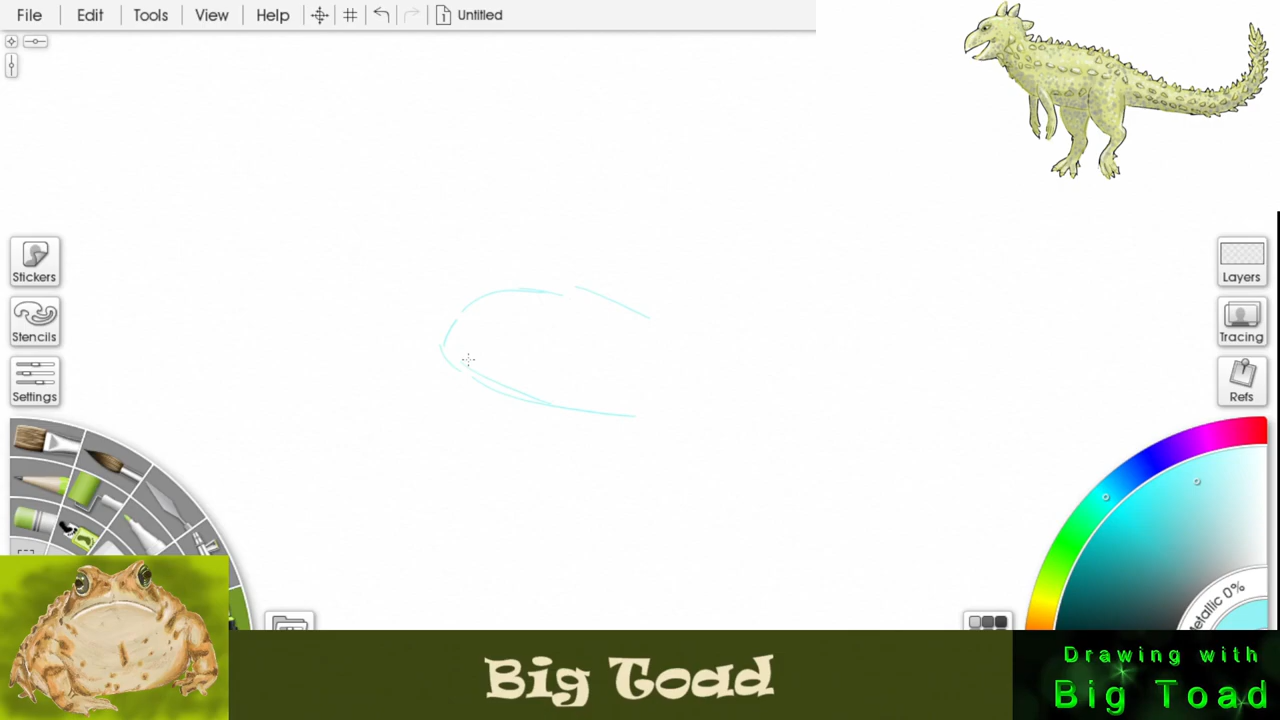 File Edit Tools View Help Untitled
Stickers
Stencils
Settings
Layers
Tracing
Refs
Metallic 0%
Big Toad
Drawing with
Big Toad